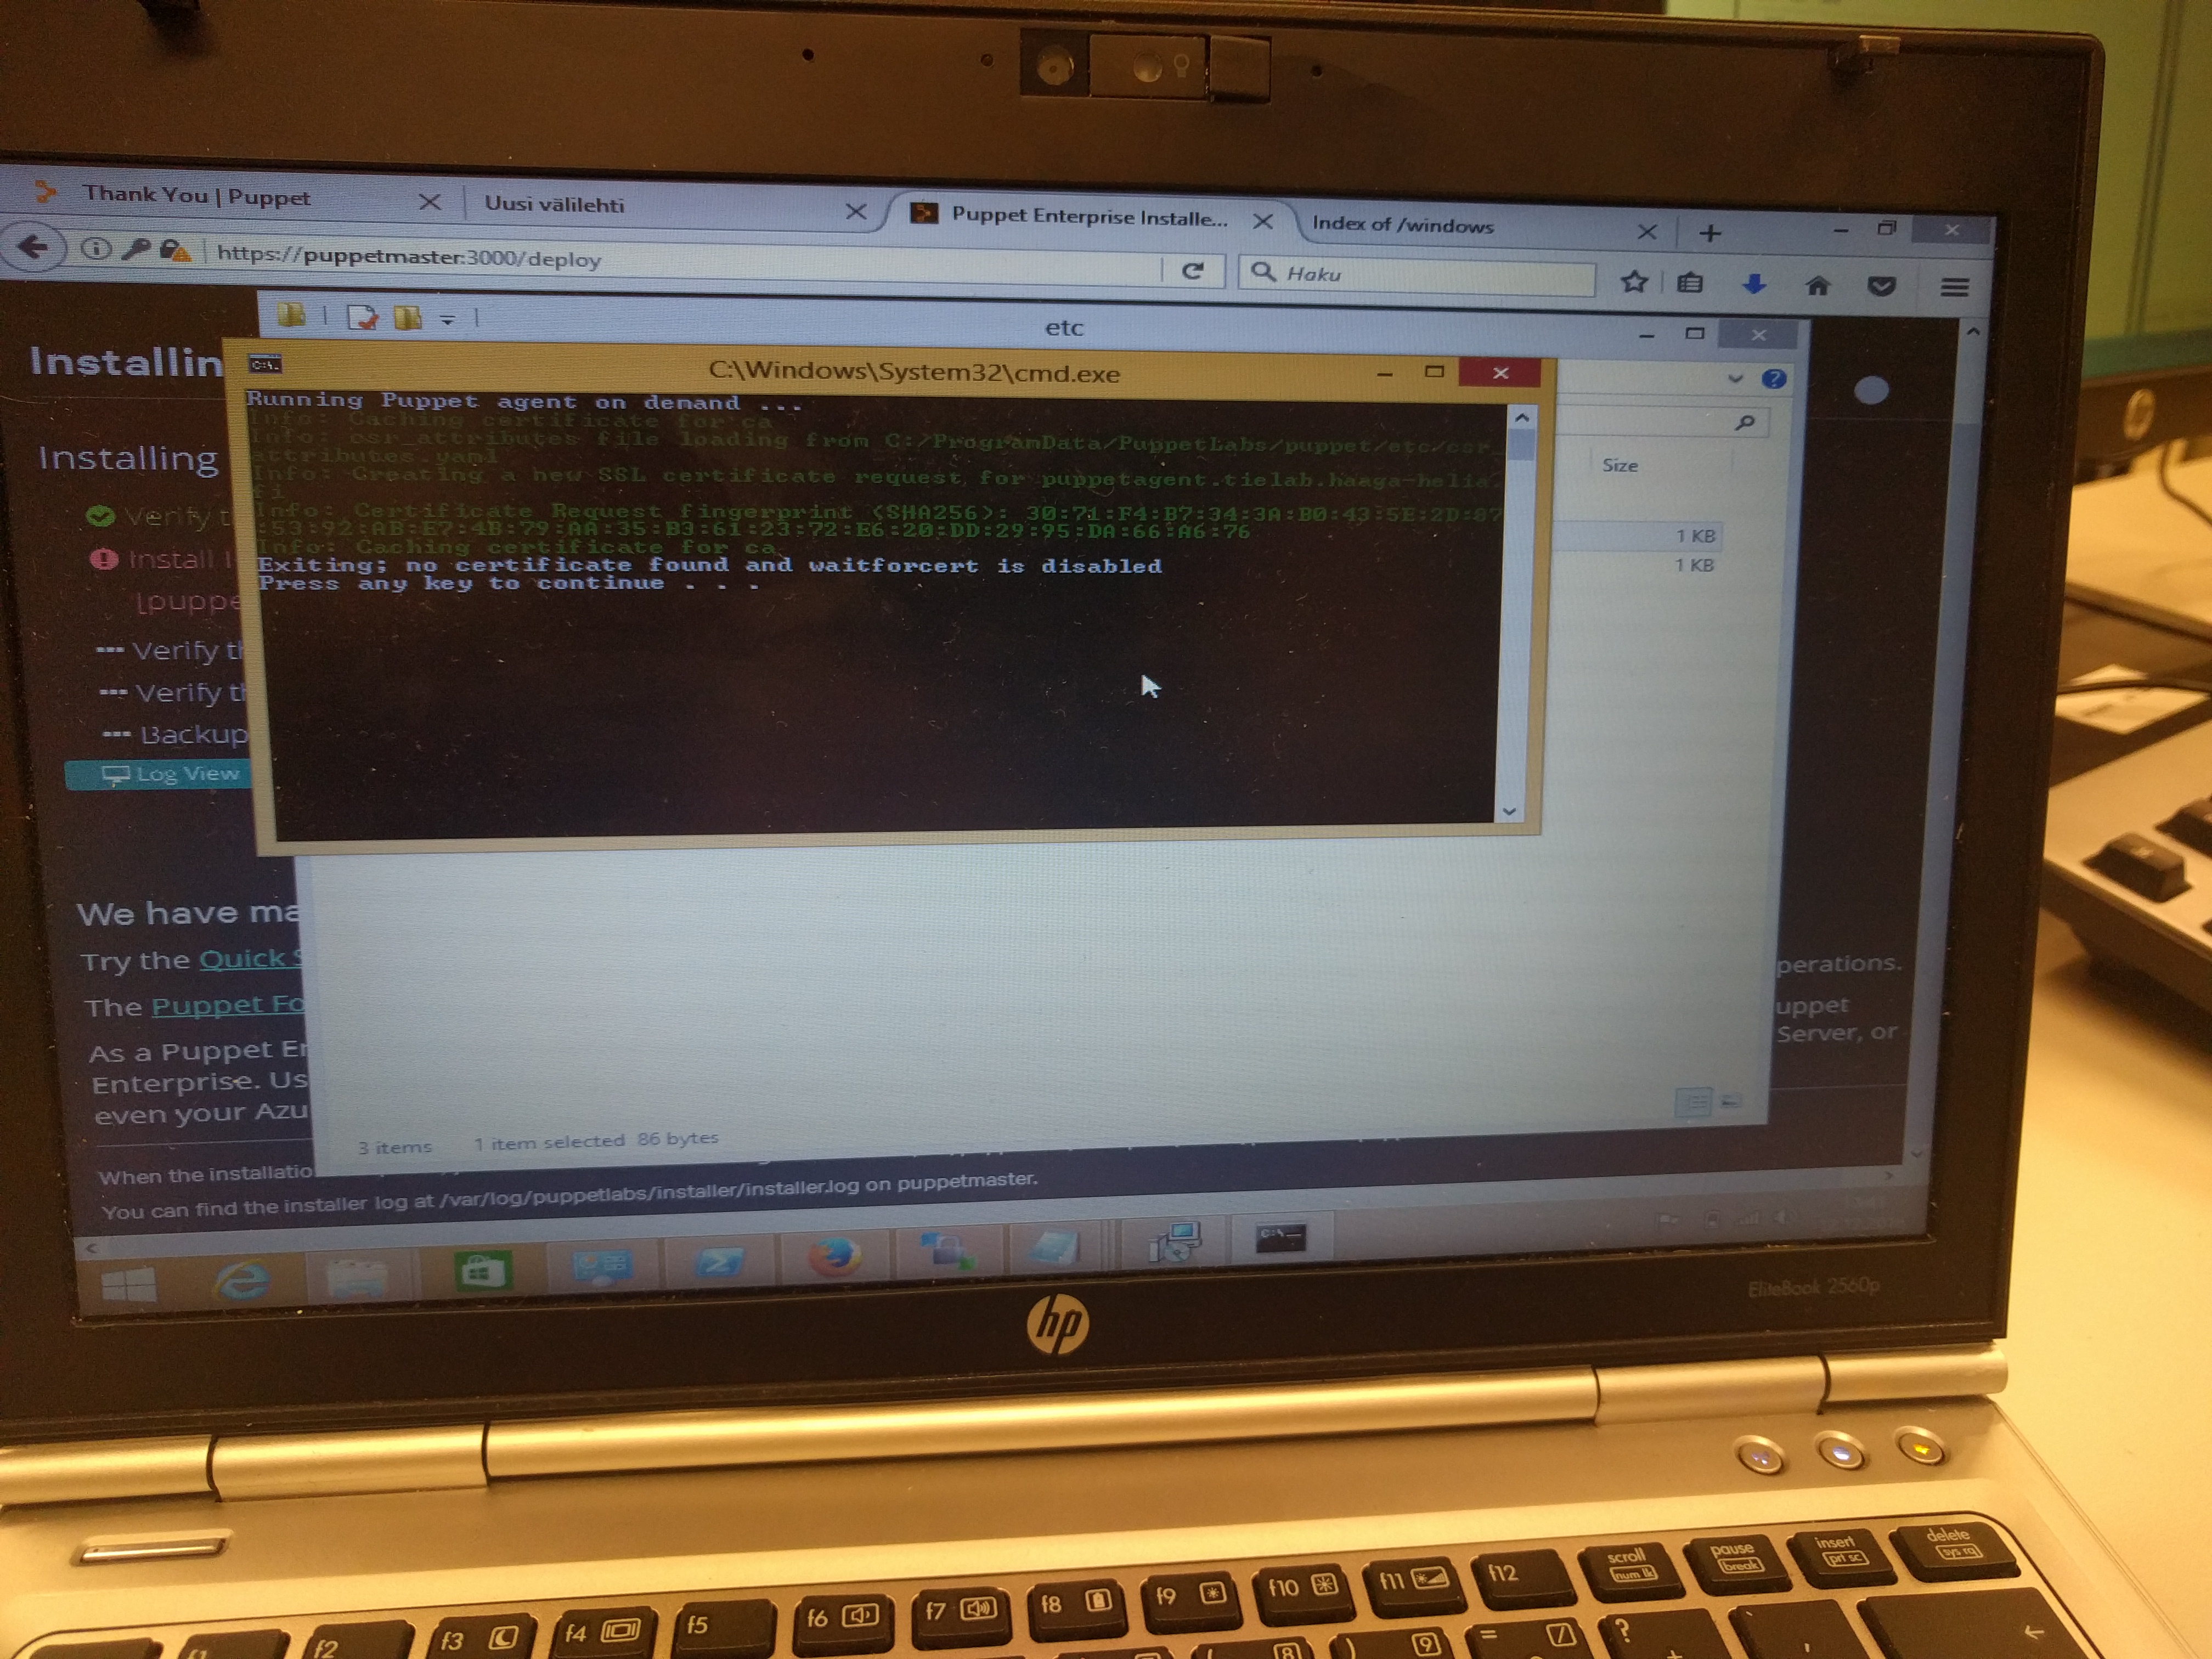 Thank You | Puppet
Uusi välilehti
Puppet Enterprise Installe...
Index of /windows
https://puppetmaster:3000/deploy
Haku
etc
C:\Windows\System32\cmd.exe
Running Puppet agent on demand ...
Info: Caching certificate for ca
Info: csr_attributes file loading from C:/ProgramData/PuppetLabs/puppet/etc/csr_
attributes.yaml
Info: Creating a new SSL certificate request for puppetagent.tielab.haaga-helia.
fi
Info: Certificate Request fingerprint (SHA256): 30:71:F4:B7:34:3A:B0:43:5E:2D:87
:53:92:AB:E7:4B:79:AA:35:B3:61:23:72:E6:20:DD:29:95:DA:66:A6:76
Info: Caching certificate for ca
Exiting; no certificate found and waitforcert is disabled
Press any key to continue . . .
Size
1 KB
1 KB
Installin
Installing
Verify t
Install
[puppe
Verify th
Verify th
Backup
Log View
We have ma
Try the Quick S
The Puppet Fo
As a Puppet En
Enterprise. Us
even your Azu
perations.
uppet
Server, or
3 items 1 item selected 86 bytes
When the installatio
You can find the installer log at /var/log/puppetlabs/installer/installer.log on puppetmaster.
EliteBook 2560p
hp
f1
f2
f3
f4
f5
f6
f7
f8
f9
f10
f11
f12
scroll
num lk
pause
break
insert
prt sc
delete
sys rq
( 8
) 9
= /
?
+